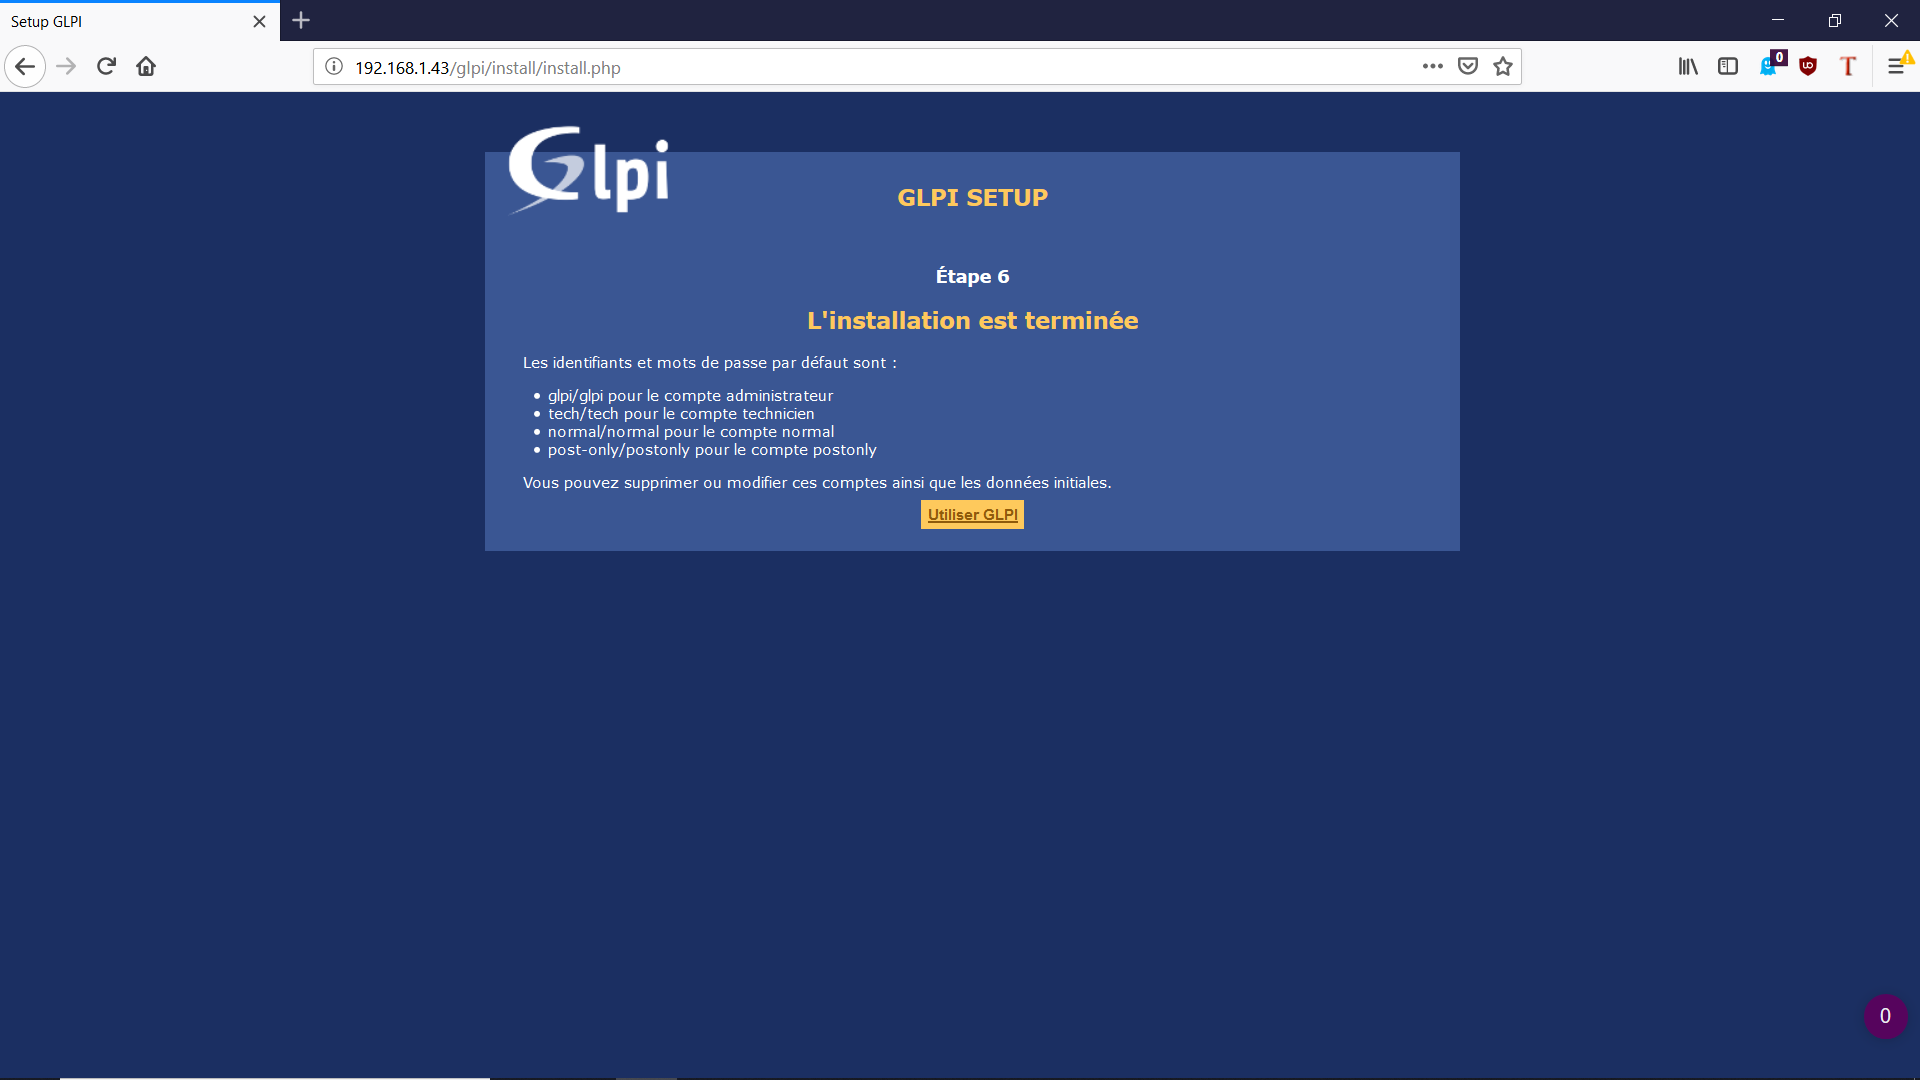 Setup GLPI
192.168.1.43/glpi/install/install.php
0
uo
T
Glpi
GLPI SETUP
Étape 6
L'installation est terminée
Les identifiants et mots de passe par défaut sont :
• glpi/glpi pour le compte administrateur
• tech/tech pour le compte technicien
• normal/normal pour le compte normal
• post-only/postonly pour le compte postonly
Vous pouvez supprimer ou modifier ces comptes ainsi que les données initiales.
Utiliser GLPI
0